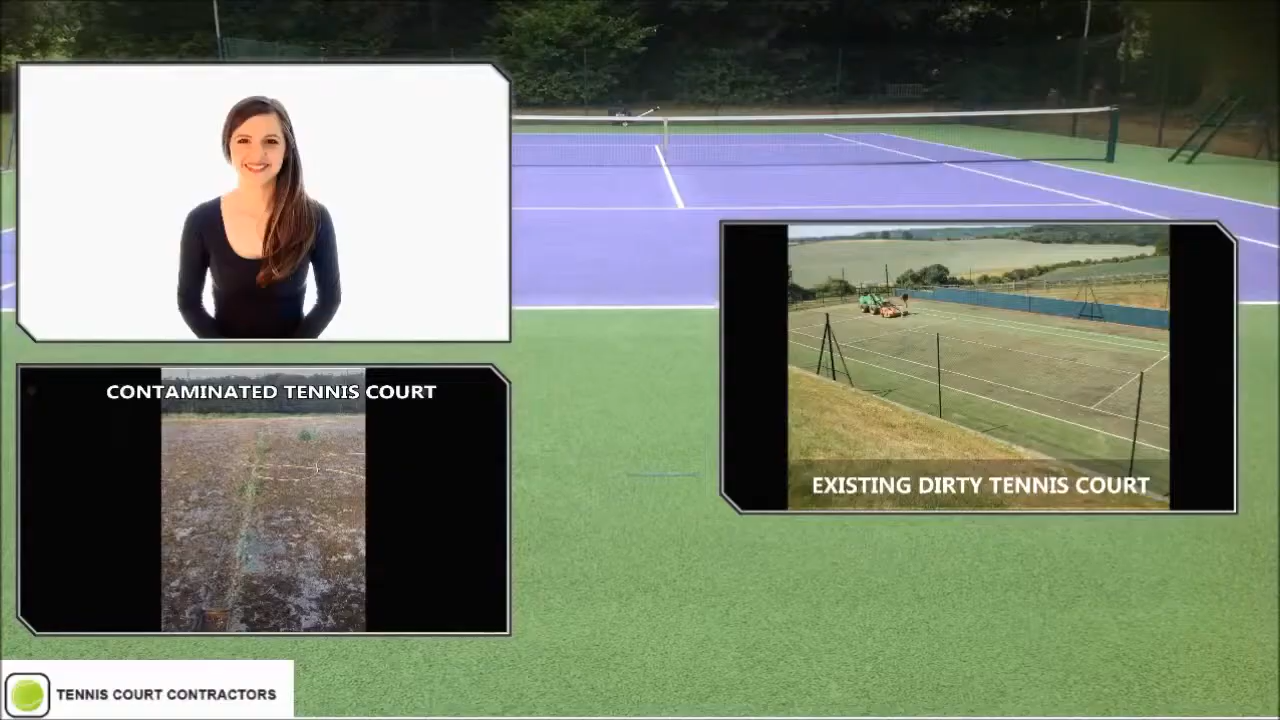 CONTAMINATED TENNIS COURT
EXISTING DIRTY TENNIS COURT
TENNIS COURT CONTRACTORS